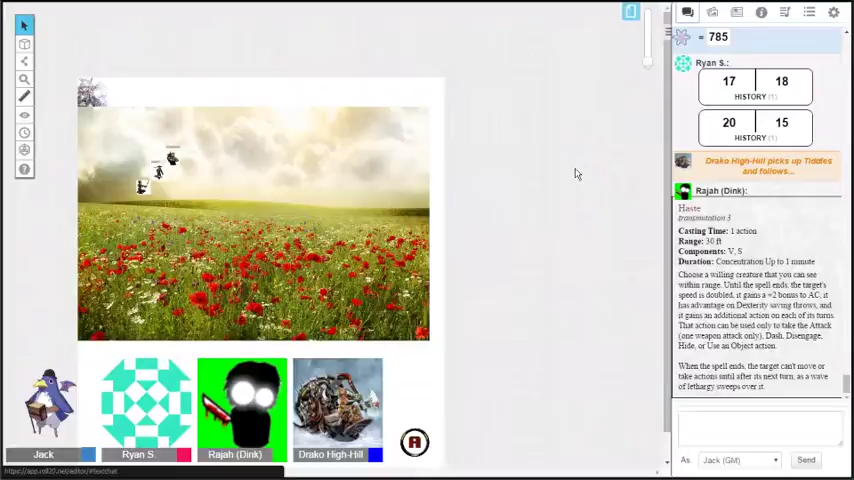 = 785
Ryan S.:
17 18
HISTORY (1)
20 15
HISTORY (1)
Drako High-Hill picks up Tiddles
and follows...
Rajah (Dink):
Haste
transmutation 3
Casting Time: 1 action
Range: 30 ft
Components: V, S
Duration: Concentration Up to 1 minute
Choose a willing creature that you can see
within range. Until the spell ends, the target's
speed is doubled, it gains a +2 bonus to AC, it
has advantage on Dexterity saving throws, and
it gains an additional action on each of its turns.
That action can be used only to take the Attack
(one weapon attack only), Dash, Disengage,
Hide, or Use an Object action.
When the spell ends, the target can't move or
take actions until after its next turn, as a wave
of lethargy sweeps over it.
Jack
Ryan S.
Rajah (Dink)
Drako High-Hill
A
As: Jack (GM) Send
https://app.roll20.net/editor/#textchat